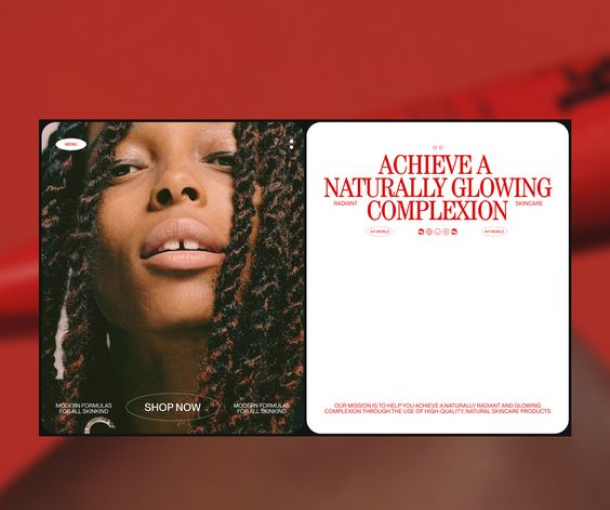 MENU
MODERN FORMULAS
FOR ALL SKINKIND
SHOP NOW
MODERN FORMULAS
FOR ALL SKINKIND
ACHIEVE A
NATURALLY GLOWING
RADIANT
COMPLEXION
SKINCARE
OUR MISSION IS TO HELP YOU ACHIEVE A NATURALLY RADIANT AND GLOWING
COMPLEXION THROUGH THE USE OF HIGH-QUALITY, NATURAL SKINCARE PRODUCTS